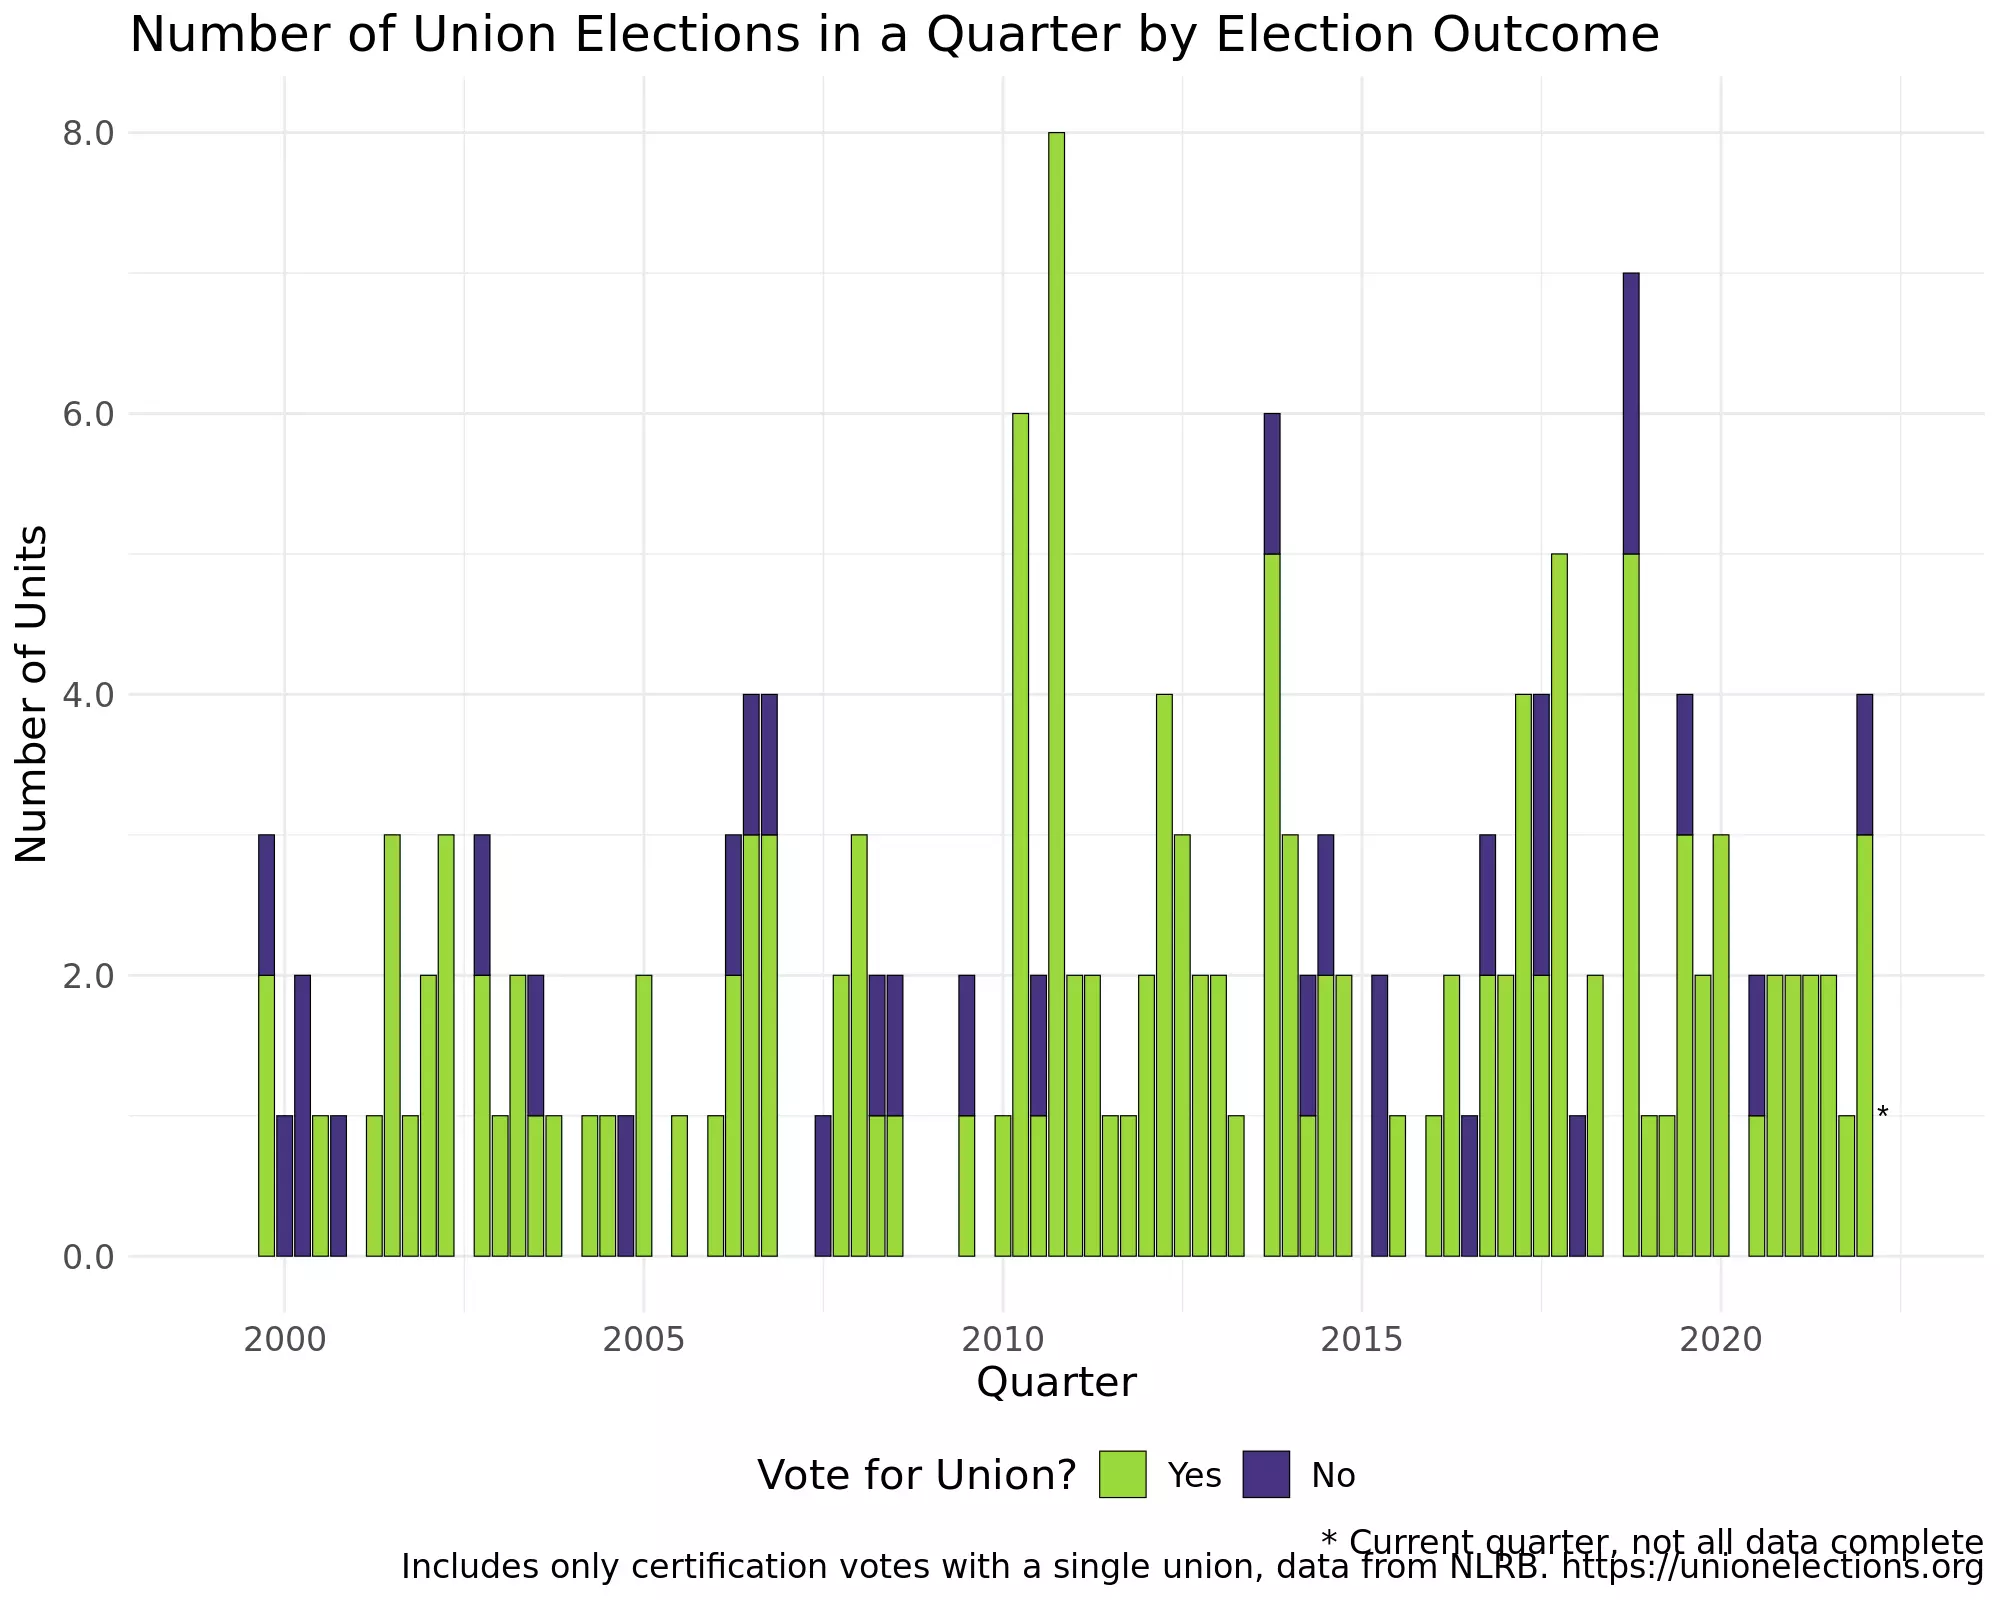 Number of Union Elections in a Quarter by Election Outcome
8.0
6.0
4.0
2.0
0.0
Number of Units
*
2000 2005 2010 2015 2020
Quarter
Vote for Union? Yes No
* Current quarter, not all data complete
Includes only certification votes with a single union, data from NLRB. https://unionelections.org